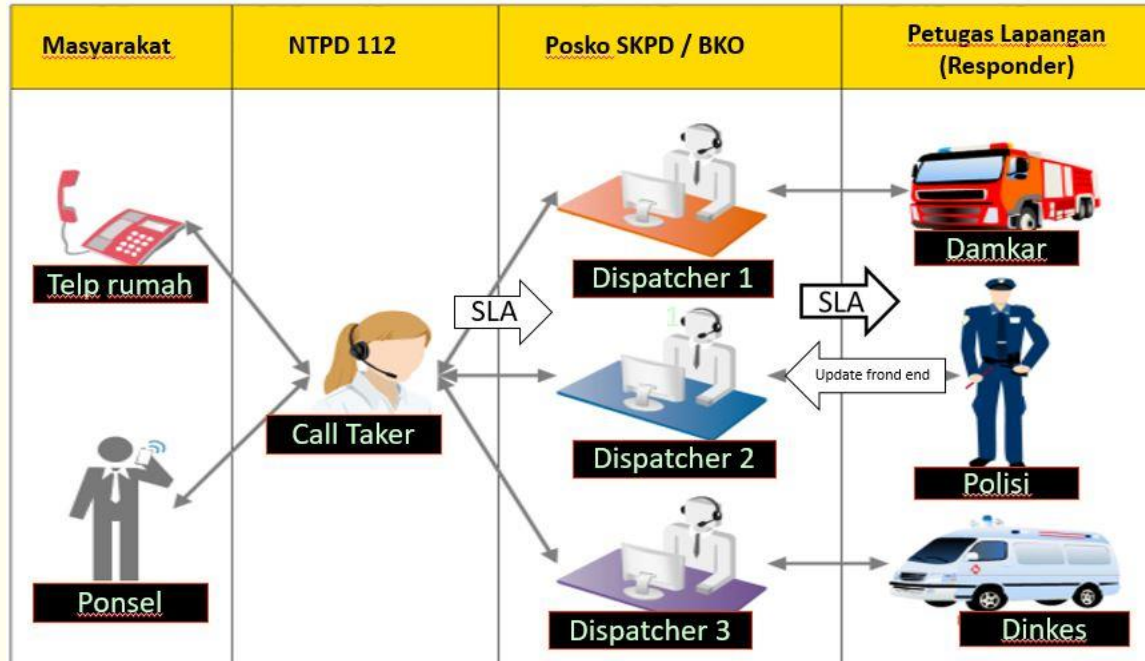 Masyarakat
NTPD 112
Posko SKPD / BKO
Petugas Lapangan
(Responder)
Telp rumah
Ponsel
Call Taker
SLA
Dispatcher 1
1
Dispatcher 2
Dispatcher 3
SLA
Update frond end
Damkar
Polisi
Dinkes